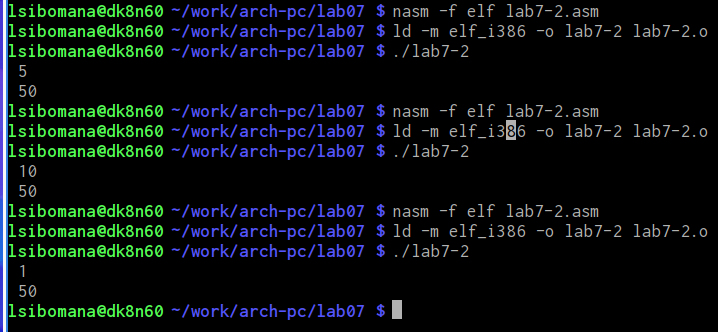 lsibomana@dk8n60 ~/work/arch-pc/lab07 $ nasm -f elf lab7-2.asm
lsibomana@dk8n60 ~/work/arch-pc/lab07 $ ld -m elf_i386 -o lab7-2 lab7-2.o
lsibomana@dk8n60 ~/work/arch-pc/lab07 $ ./lab7-2
5
50
lsibomana@dk8n60 ~/work/arch-pc/lab07 $ nasm -f elf lab7-2.asm
lsibomana@dk8n60 ~/work/arch-pc/lab07 $ ld -m elf_i386 -o lab7-2 lab7-2.o
lsibomana@dk8n60 ~/work/arch-pc/lab07 $ ./lab7-2
10
50
lsibomana@dk8n60 ~/work/arch-pc/lab07 $ nasm -f elf lab7-2.asm
lsibomana@dk8n60 ~/work/arch-pc/lab07 $ ld -m elf_i386 -o lab7-2 lab7-2.o
lsibomana@dk8n60 ~/work/arch-pc/lab07 $ ./lab7-2
1
50
lsibomana@dk8n60 ~/work/arch-pc/lab07 $